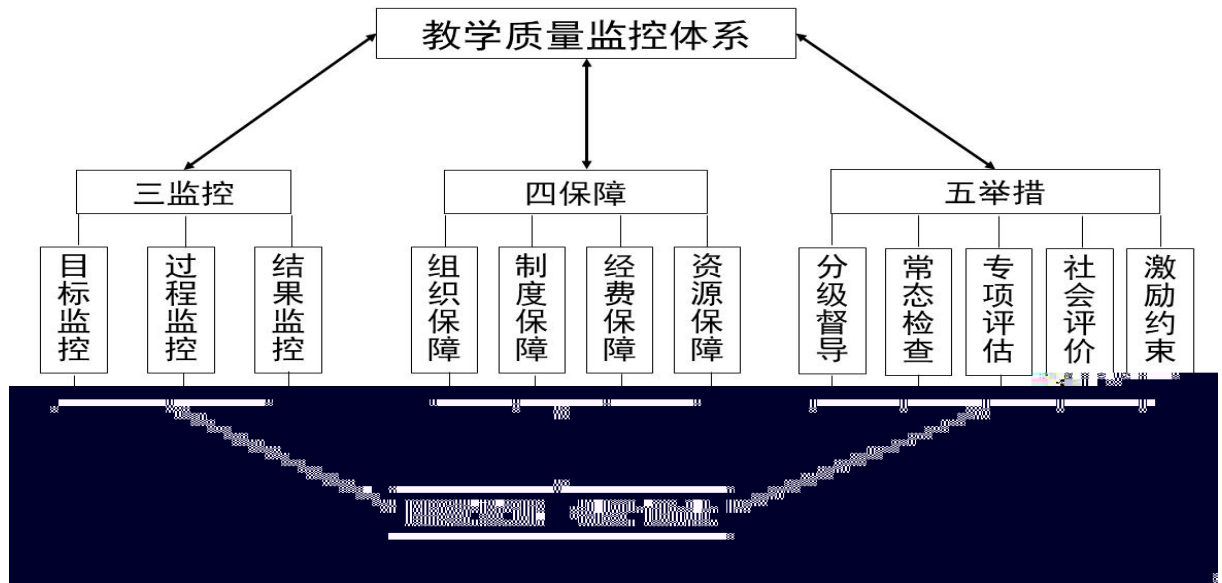 教学质量监控体系
三监控
四保障
五举措
目标监控
过程监控
结果监控
组织保障
制度保障
经费保障
资源保障
分级督导
常态检查
专项评估
社会评价
激励约束